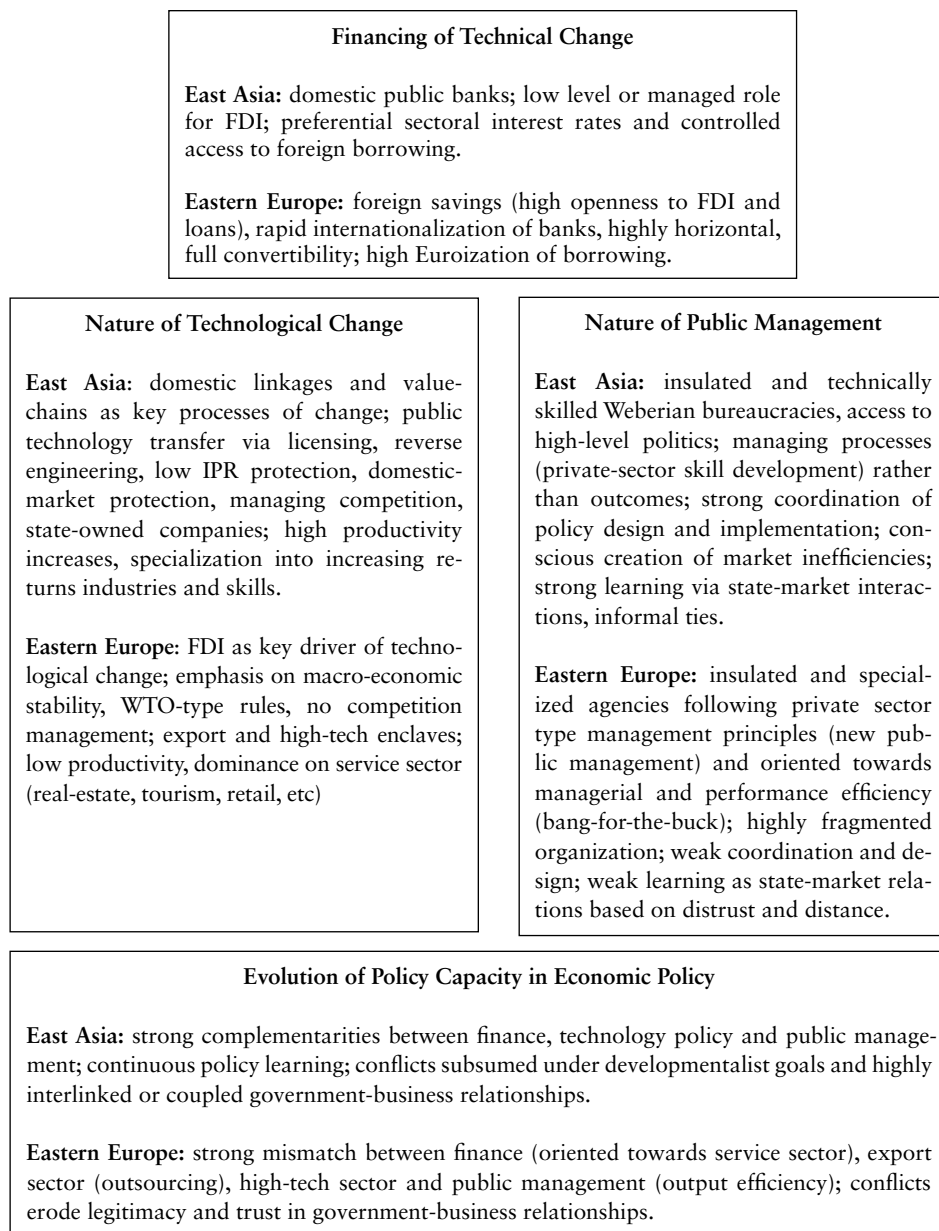 Financing of Technical Change
East Asia: domestic public banks; low level or managed role
for FDI; preferential sectoral interest rates and controlled
access to foreign borrowing.
Eastern Europe: foreign savings (high openness to FDI and
loans), rapid internationalization of banks, highly horizontal,
full convertibility; high Euroization of borrowing.
Nature of Technological Change
East Asia: domestic linkages and value-
chains as key processes of change; public
technology transfer via licensing, reverse
engineering, low IPR protection, domestic-
market protection, managing competition,
state-owned companies; high productivity
increases, specialization into increasing re-
turns industries and skills.
Eastern Europe: FDI as key driver of techno-
logical change; emphasis on macro-economic
stability, WTO-type rules, no competition
management; export and high-tech enclaves;
low productivity, dominance on service sector
(real-estate, tourism, retail, etc)
Nature of Public Management
East Asia: insulated and technically
skilled Weberian bureaucracies, access to
high-level politics; managing processes
(private-sector skill development) rather
than outcomes; strong coordination of
policy design and implementation; con-
scious creation of market inefficiencies;
strong learning via state-market interac-
tions, informal ties.
Eastern Europe: insulated and special-
ized agencies following private sector
type management principles (new pub-
lic management) and oriented towards
managerial and performance efficiency
(bang-for-the-buck); highly fragmented
organization; weak coordination and de-
sign; weak learning as state-market rela-
tions based on distrust and distance.
Evolution of Policy Capacity in Economic Policy
East Asia: strong complementarities between finance, technology policy and public manage-
ment; continuous policy learning; conflicts subsumed under developmentalist goals and highly
interlinked or coupled government-business relationships.
Eastern Europe: strong mismatch between finance (oriented towards service sector), export
sector (outsourcing), high-tech sector and public management (output efficiency); conflicts
erode legitimacy and trust in government-business relationships.